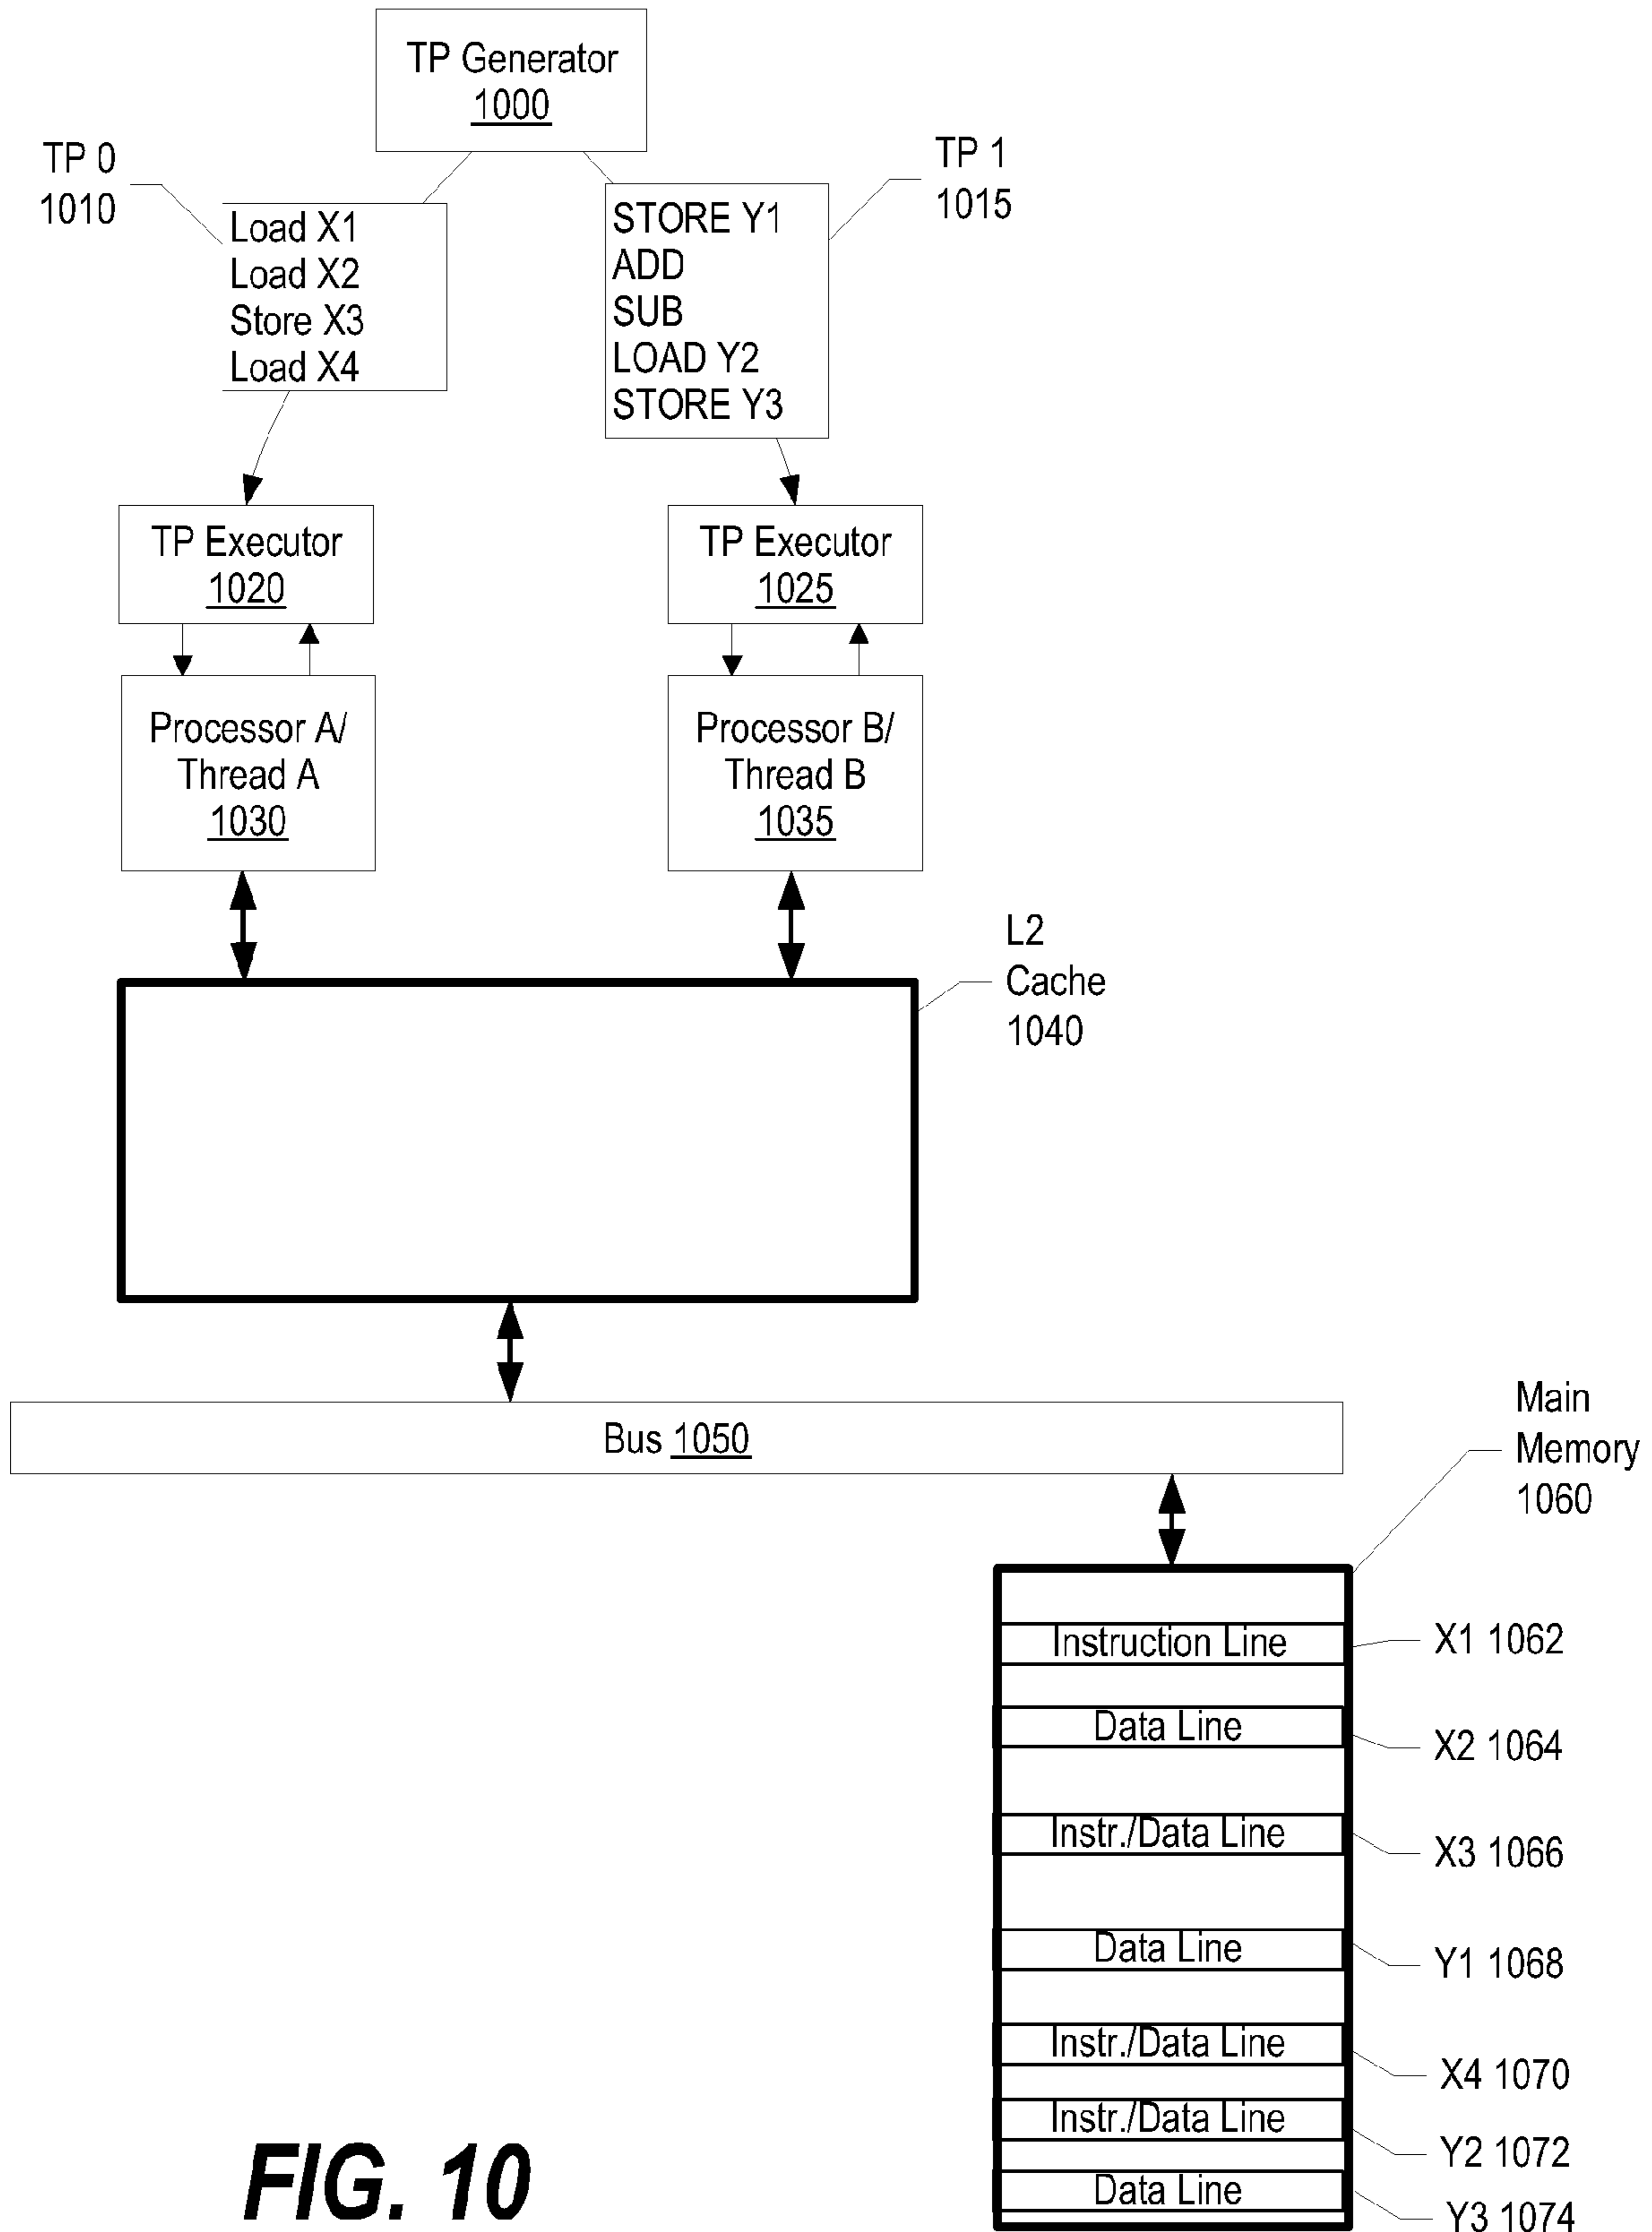 TP Generator
1000
TP 0
1010
Load X1
Load X2
Store X3
Load X4
STORE Y1
ADD
SUB
LOAD Y2
STORE Y3
TP 1
1015
TP Executor
1020
TP Executor
1025
Processor A/
Thread A
1030
Processor B/
Thread B
1035
L2
Cache
1040
Bus 1050
Main
Memory
1060
Instruction Line
X1 1062
Data Line
X2 1064
Instr./Data Line
X3 1066
Data Line
Y1 1068
Instr./Data Line
X4 1070
Instr./Data Line
Y2 1072
Data Line
Y3 1074
FIG. 10